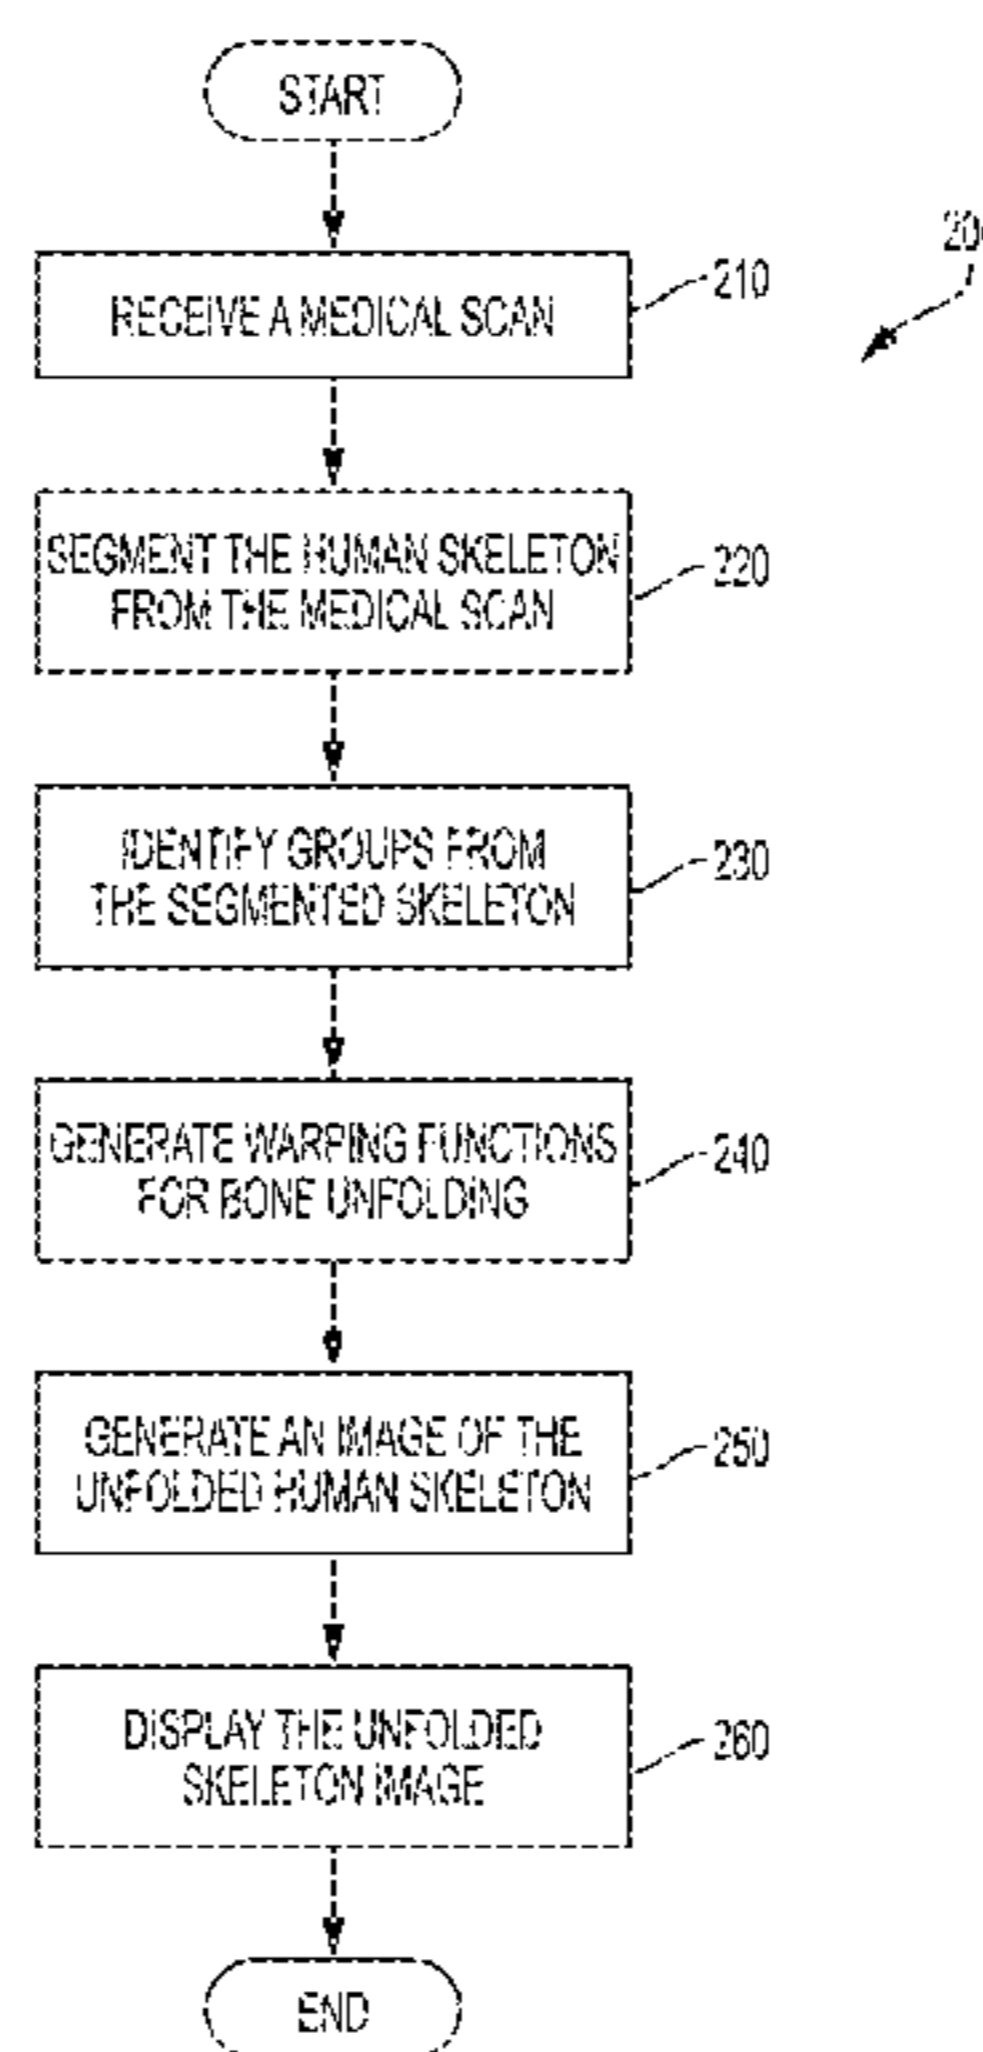 START
RECEIVE A MEDICAL SCAN
210
SEGMENT THE HUMAN SKELETON
FROM THE MEDICAL SCAN
220
IDENTIFY GROUPS FROM
THE SEGMENTED SKELETON
230
GENERATE WARPING FUNCTIONS
FOR BONE UNFOLDING
240
GENERATE AN IMAGE OF THE
UNFOLDED HUMAN SKELETON
250
DISPLAY THE UNFOLDED
SKELETON IMAGE
260
END